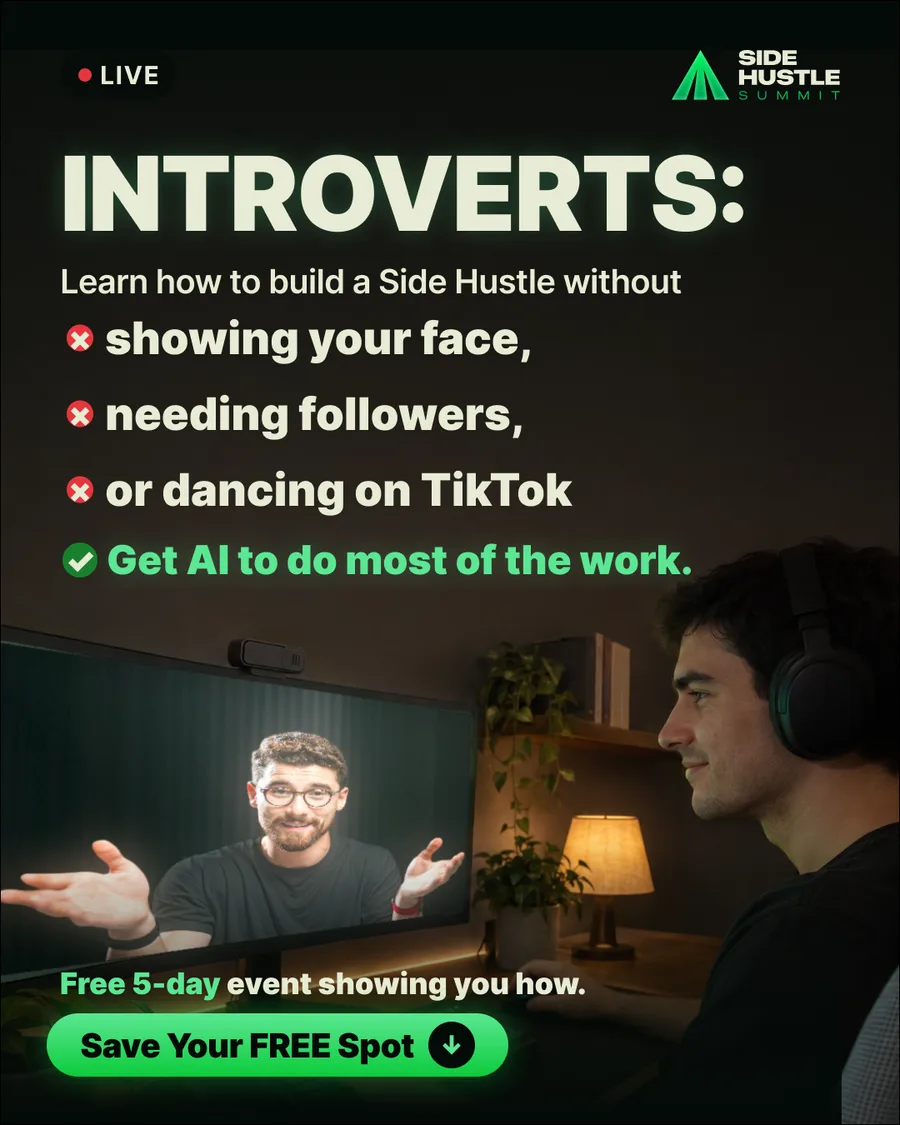 LIVE
SIDE
HUSTLE
SUMMIT
INTROVERTS:
Learn how to build a Side Hustle without
showing your face,
needing followers,
or dancing on TikTok
Get AI to do most of the work.
Free 5-day event showing you how.
Save Your FREE Spot